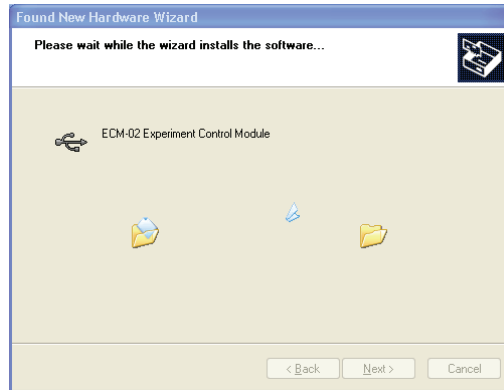 Found New Hardware Wizard
Please wait while the wizard installs the software...
ECM-02 Experiment Control Module
< Back
Next >
Cancel